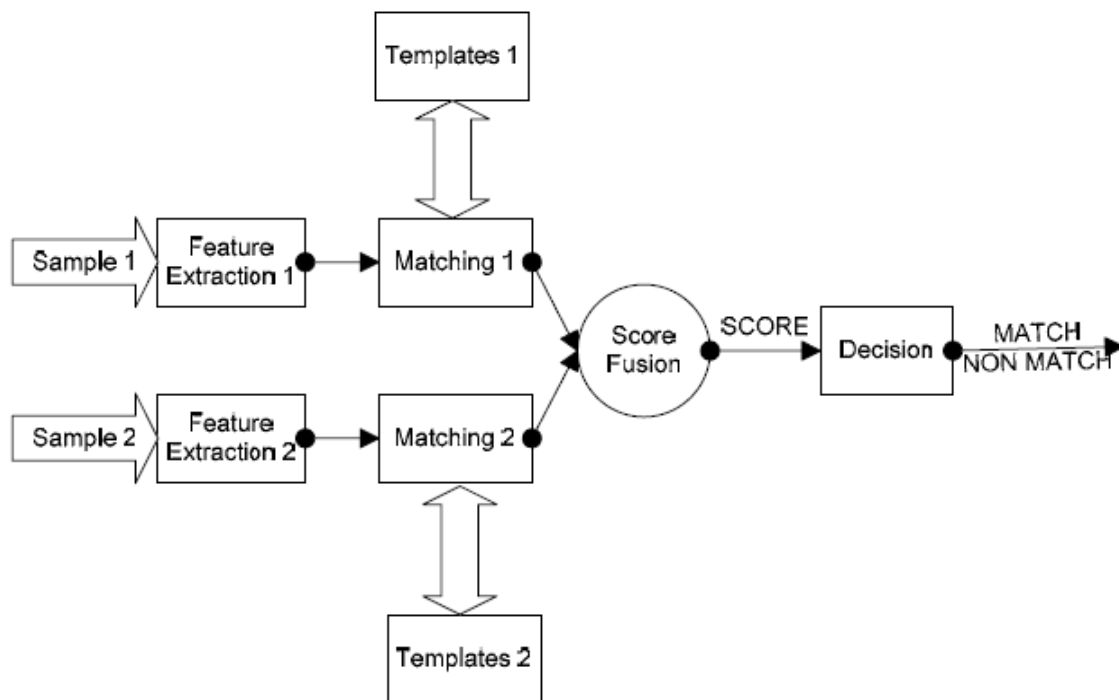 Templates 1
Sample 1
Feature
Extraction 1
Matching 1
Score
Fusion
SCORE
Decision
MATCH
NON MATCH
Sample 2
Feature
Extraction 2
Matching 2
Templates 2